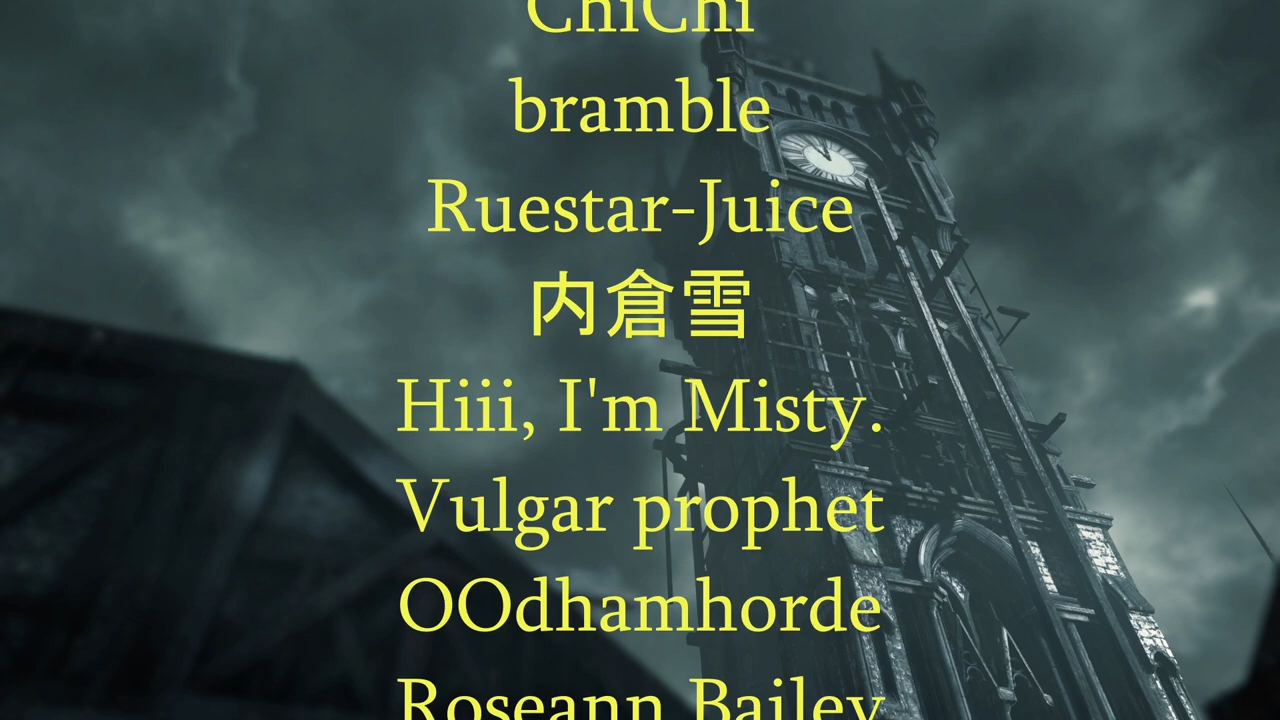 ChiChi
bramble
Ruestar-Juice
内倉雪
Hiii, I'm Misty.
Vulgar prophet
OOdhamhorde
Roseann Bailey